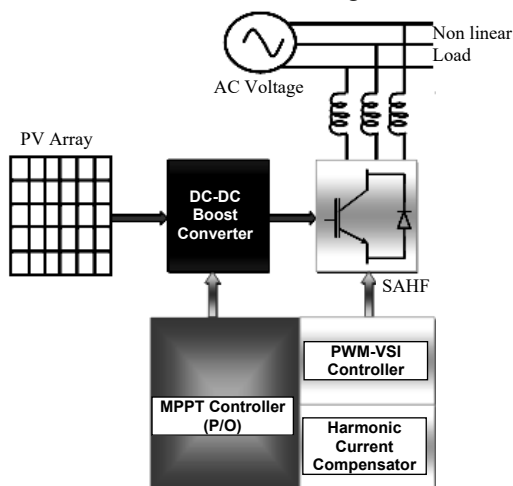 Non linear
Load
AC Voltage
PV Array
DC-DC
Boost
Converter
SAHF
PWM-VSI
Controller
MPPT Controller
(P/O)
Harmonic
Current
Compensator